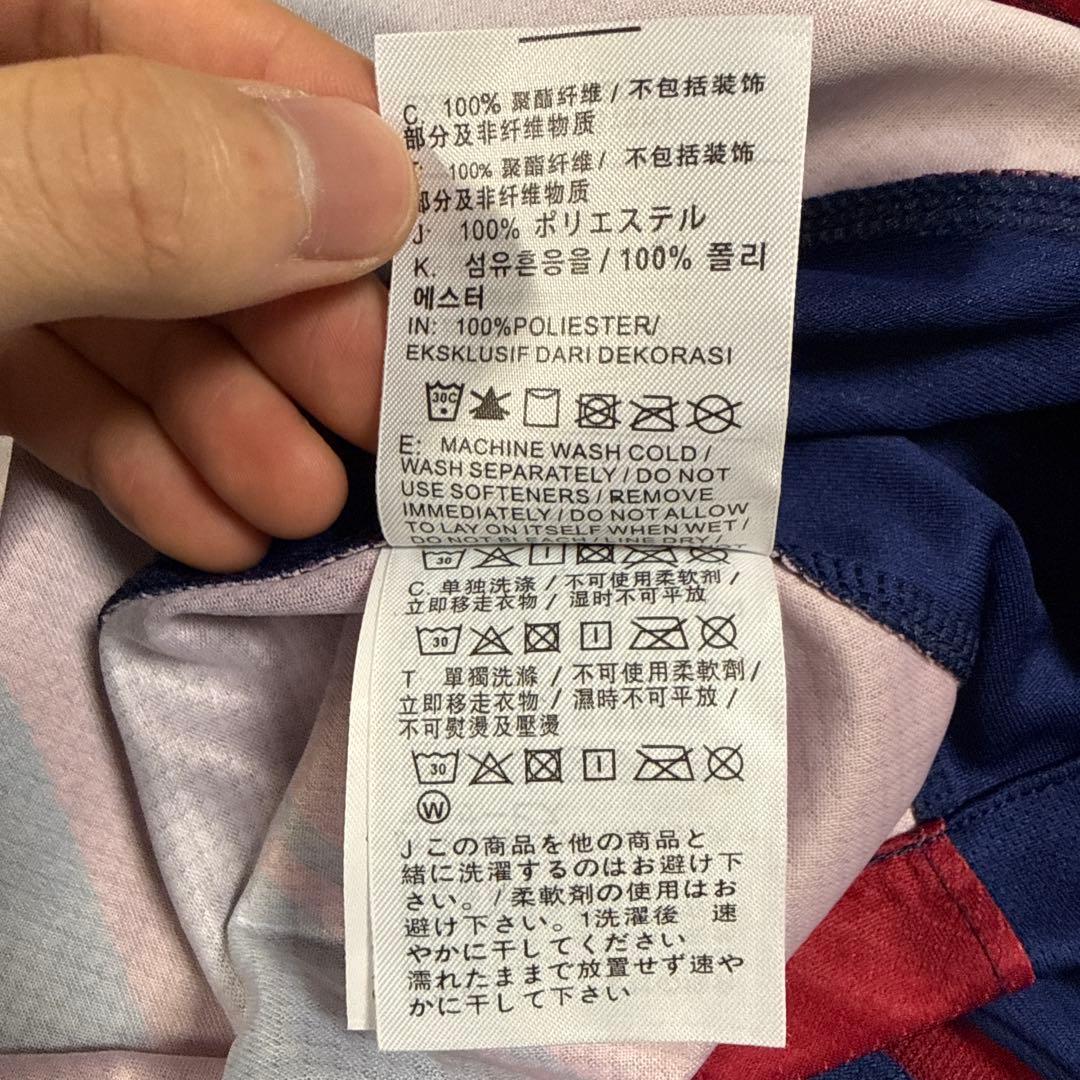 C. 100% 聚酯纤维 / 不包括装饰
部分及非纤维物质
100% 聚酯纤维 / 不包括装饰
部分及非纤维物质
J 100% ポリエステル
K. 섬유혼응율 / 100% 폴리
에스터
IN: 100%POLIESTER/
EKSKLUSIF DARI DEKORASI
30C
E: MACHINE WASH COLD /
WASH SEPARATELY / DO NOT
USE SOFTENERS / REMOVE
IMMEDIATELY / DO NOT ALLOW
TO LAY ON ITSELF WHEN WET /
DO NOT BLEACH / LINE DRY /
30
C. 单独洗涤 / 不可使用柔软剂 /
立即移走衣物 / 湿时不可平放
30
T 單獨洗滌 / 不可使用柔軟劑 /
立即移走衣物 / 濕時不可平放 /
不可熨燙及壓燙
30
W
J この商品を他の商品と
緒に洗濯するのはお避け下
さい。 / 柔軟剤の使用はお
避け下さい。1洗濯後 速
やかに干してください
濡れたままで放置せず速や
かに干して下さい